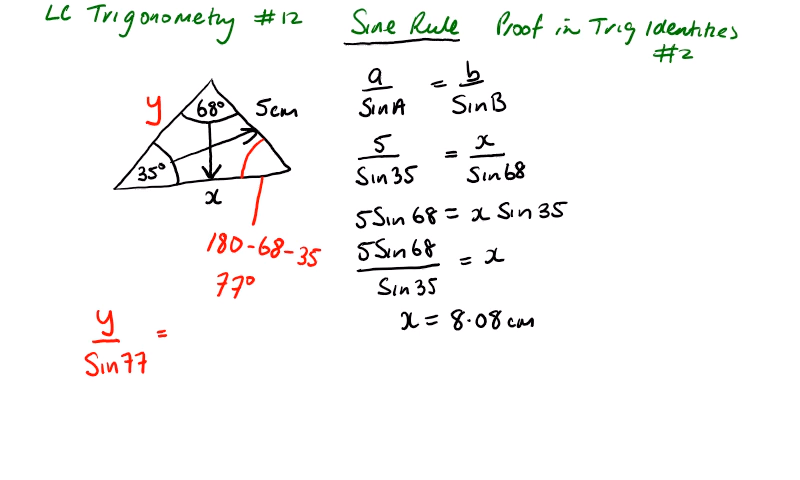 LC Trigonometry #12
Sine Rule
Proof in Trig Identities #2
y
68°
5cm
35°
x
180-68-35
77°
y/Sin77 =
a/SinA = b/SinB
5/Sin35 = x/Sin68
5Sin68 = x Sin35
5Sin68/Sin35 = x
x = 8.08cm